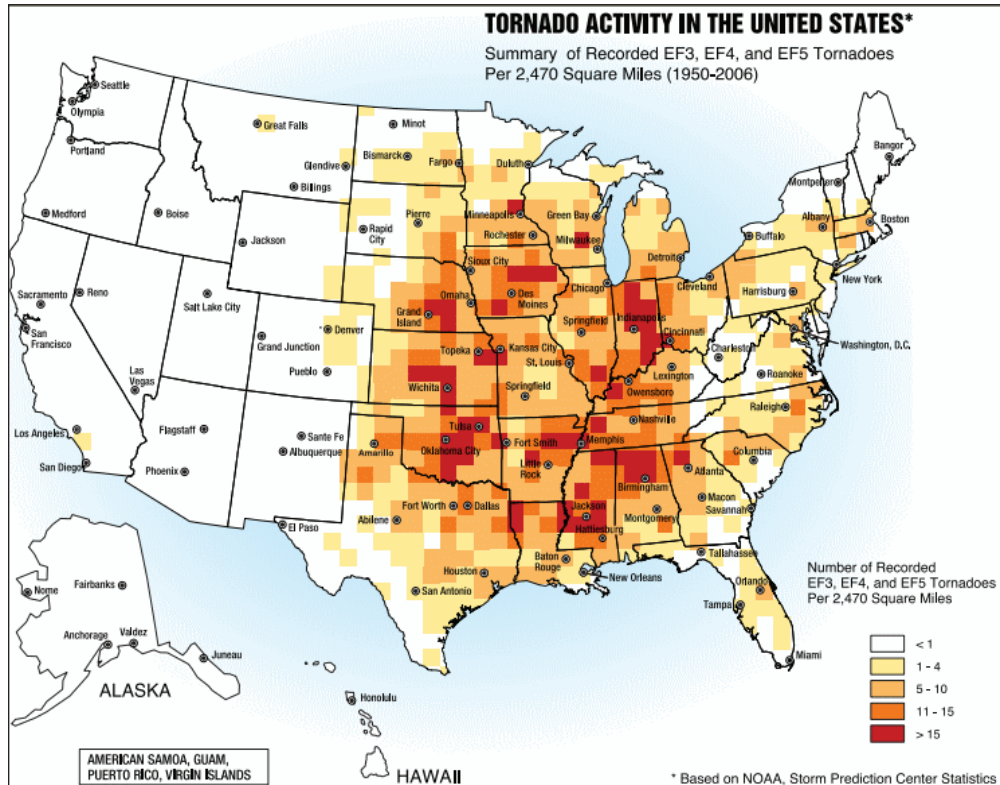 TORNADO ACTIVITY IN THE UNITED STATES*
Summary of Recorded EF3, EF4, and EF5 Tornadoes
Per 2,470 Square Miles (1950-2006)
Seattle
Olympia
Portland
Medford
Boise
Great Falls
Glendive
Billings
Jackson
Minot
Bismarck
Fargo
Duluth
Pierre
Rapid
City
Minneapolis
Rochester
Green Bay
Milwaukee
Detroit
Buffalo
Albany
Montpelier
Bangor
Boston
New York
Harrisburg
Cleveland
Chicago
Sioux City
Omaha
Des
Moines
Grand
Island
Sacramento
San
Francisco
Reno
Salt Lake City
Grand Junction
Denver
Pueblo
Las
Vegas
Los Angeles
San Diego
Flagstaff
Phoenix
Sante Fe
Albuquerque
Amarillo
El Paso
Topeka
Kansas City
Wichita
Springfield
St. Louis
Springfield
Indianapolis
Cincinnati
Charleston
Washington, D.C.
Roanoke
Lexington
Owensboro
Nashville
Raleigh
Tulsa
Oklahoma City
Fort Smith
Little
Rock
Memphis
Columbia
Atlanta
Birmingham
Macon
Savannah
Montgomery
Jackson
Hattiesburg
Fort Worth
Dallas
Abilene
Houston
San Antonio
Baton
Rouge
New Orleans
Tallahassee
Orlando
Tampa
Miami
Fairbanks
Nome
Anchorage
Valdez
Juneau
ALASKA
Honolulu
HAWAII
AMERICAN SAMOA, GUAM,
PUERTO RICO, VIRGIN ISLANDS
Number of Recorded
EF3, EF4, and EF5 Tornadoes
Per 2,470 Square Miles
< 1
1 - 4
5 - 10
11 - 15
> 15
* Based on NOAA, Storm Prediction Center Statistics